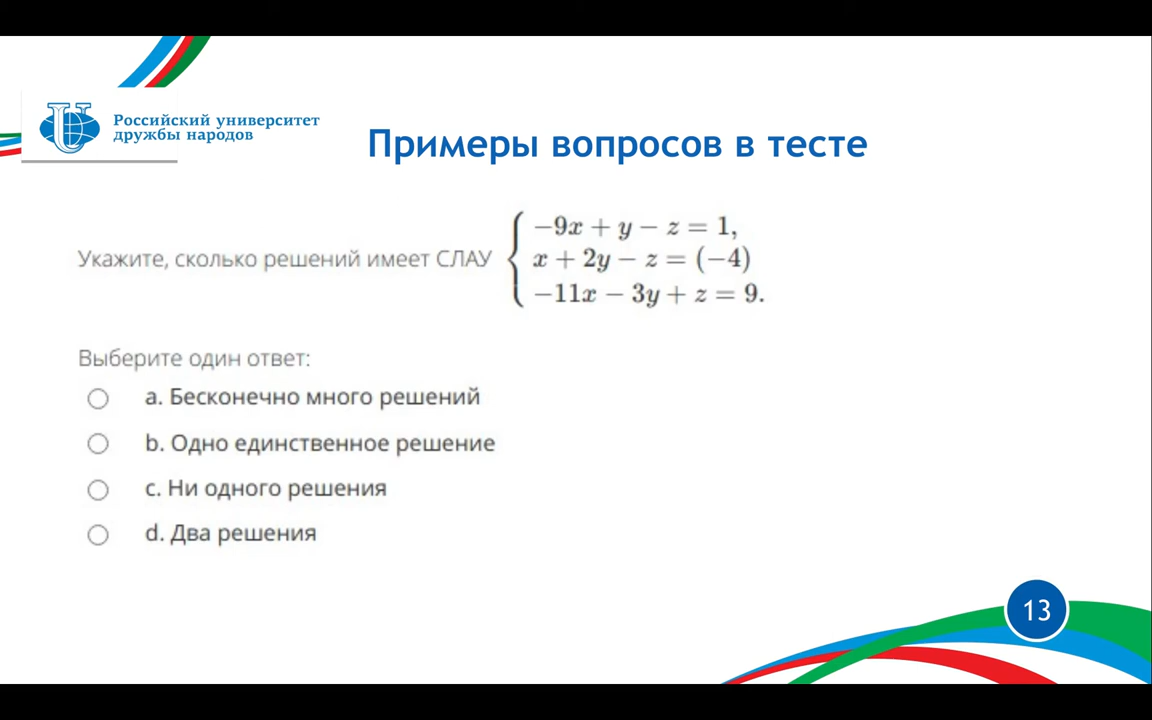 Российский университет
дружбы народов
Примеры вопросов в тесте
Укажите, сколько решений имеет СЛАУ
−9x + y − z = 1,
x + 2y − z = (−4)
−11x − 3y + z = 9.
Выберите один ответ:
a. Бесконечно много решений
b. Одно единственное решение
c. Ни одного решения
d. Два решения
13